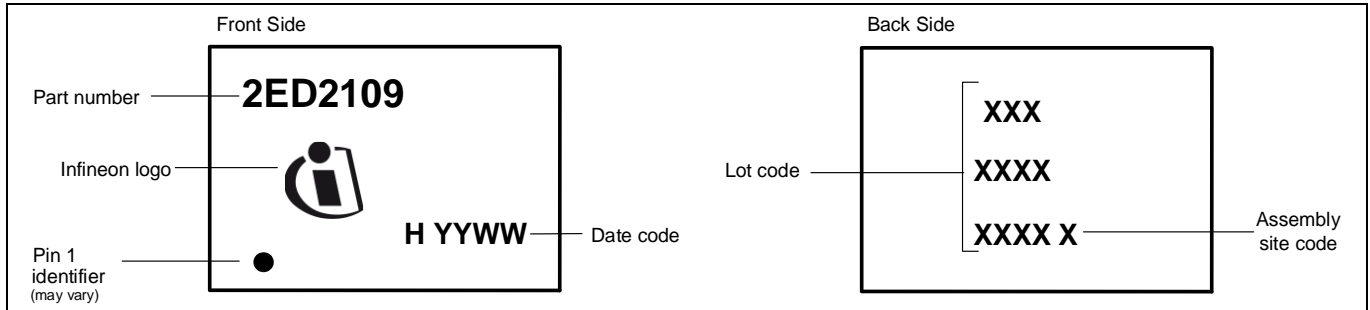 Front Side
Part number
2ED2109
Infineon logo
H YYWW
Date code
Pin 1
identifier
(may vary)
Back Side
Lot code
XXX
XXXX
XXXX X
Assembly
site code